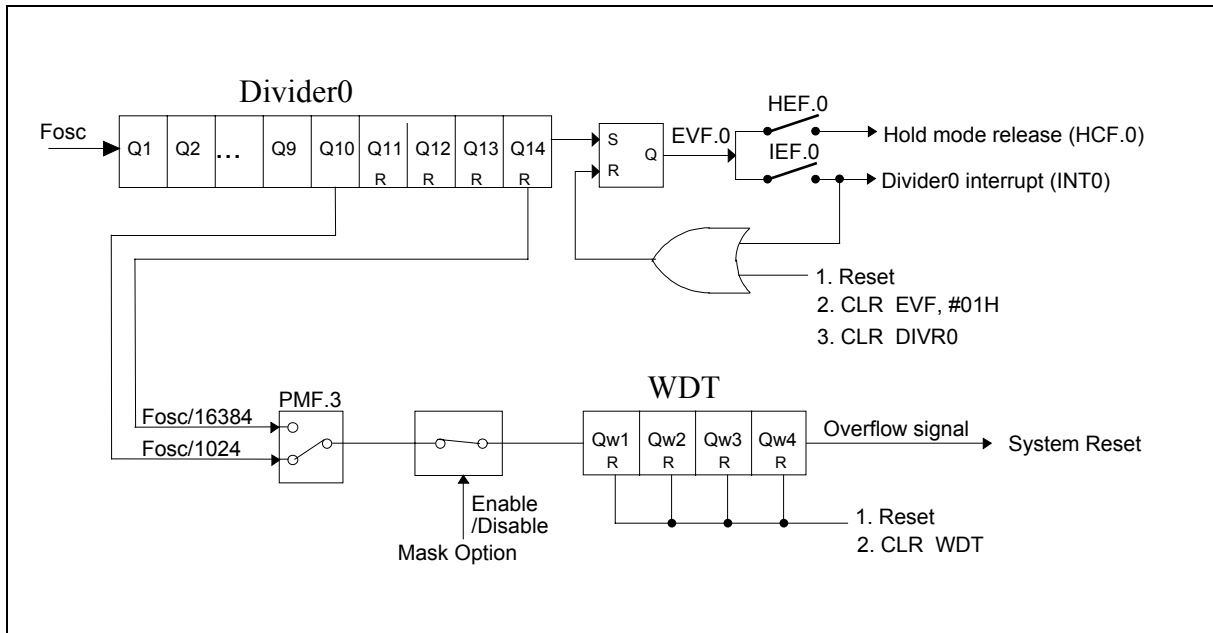 Divider0
Fosc
Q1 Q2 ... Q9 Q10 Q11 Q12 Q13 Q14
R R R R
S
R
Q
EVF.0
HEF.0
IEF.0
Hold mode release (HCF.0)
Divider0 interrupt (INT0)
1. Reset
2. CLR EVF, #01H
3. CLR DIVR0
WDT
PMF.3
Fosc/16384
Fosc/1024
Enable
/Disable
Mask Option
Qw1 Qw2 Qw3 Qw4
R R R R
Overflow signal
System Reset
1. Reset
2. CLR WDT